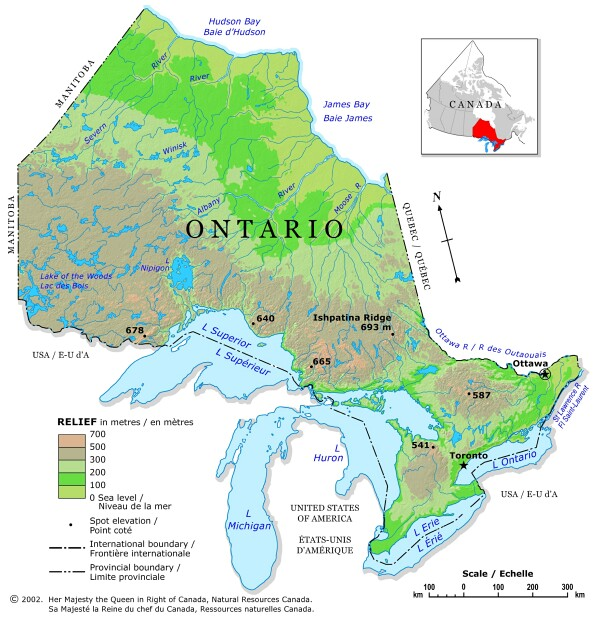 Hudson Bay
Baie d'Hudson
MANITOBA
River
River
James Bay
Baie James
CANADA
Severn
Winisk
MANITOBA
Albany
River
Moose R
ONTARIO
QUEBEC / QUÉBEC
N
L
Nipigon
Lake of the Woods
Lac des Bois
640
Ishpatina Ridge
693 m
678
L Superior
L Supérieur
665
USA / E-U d'A
Ottawa R / R des Outaouais
Ottawa
587
St Lawrence R
Fl Saint-Laurent
541
Toronto
L Ontario
L
Huron
USA / E-U d'A
L
Michigan
UNITED STATES
OF AMERICA
ÉTATS-UNIS
D'AMÉRIQUE
L Erie
L Érié
RELIEF in metres / en mètres
700
500
300
200
100
0 Sea level /
Niveau de la mer
Spot elevation /
Point coté
International boundary /
Frontière internationale
Provincial boundary /
Limite provinciale
Scale / Echelle
km 100 0 100 200 300 km
© 2002. Her Majesty the Queen in Right of Canada, Natural Resources Canada.
Sa Majesté la Reine du chef du Canada, Ressources naturelles Canada.